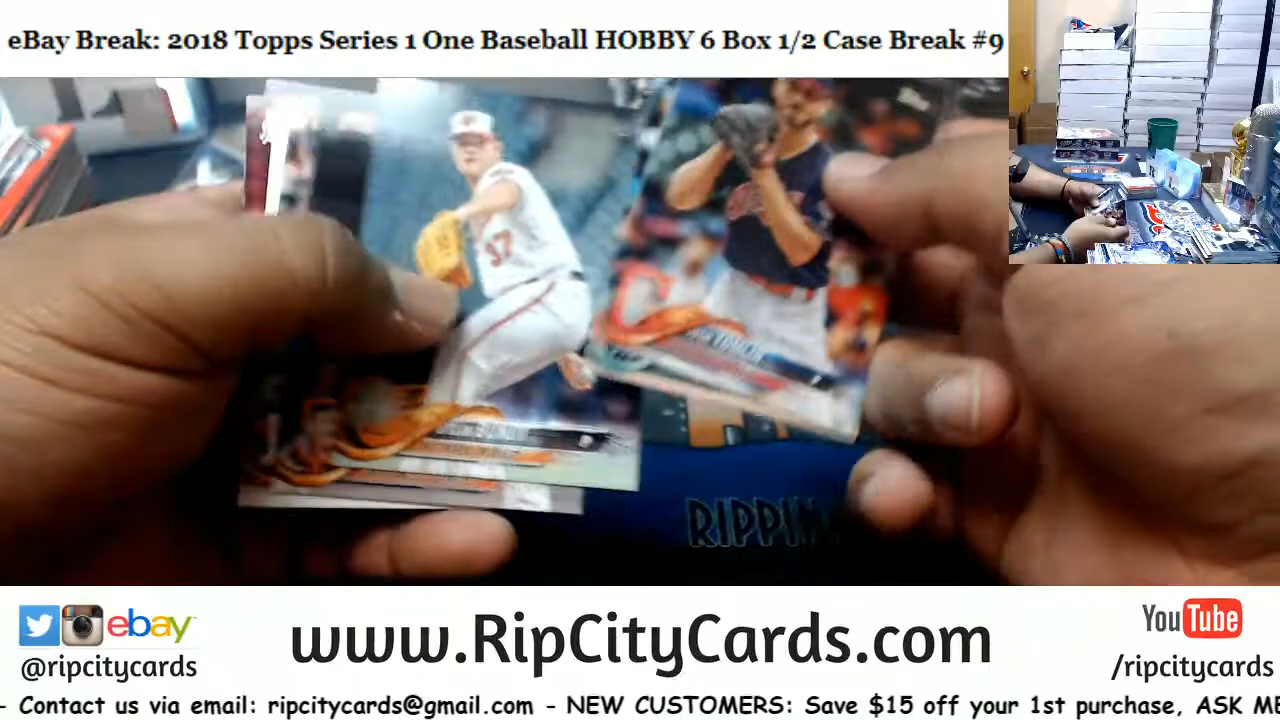 eBay Break: 2018 Topps Series 1 One Baseball HOBBY 6 Box 1/2 Case Break #9
37
ebay
@ripcitycards
www.RipCityCards.com
YouTube
/ripcitycards
- Contact us via email: ripcitycards@gmail.com - NEW CUSTOMERS: Save $15 off your 1st purchase, ASK ME